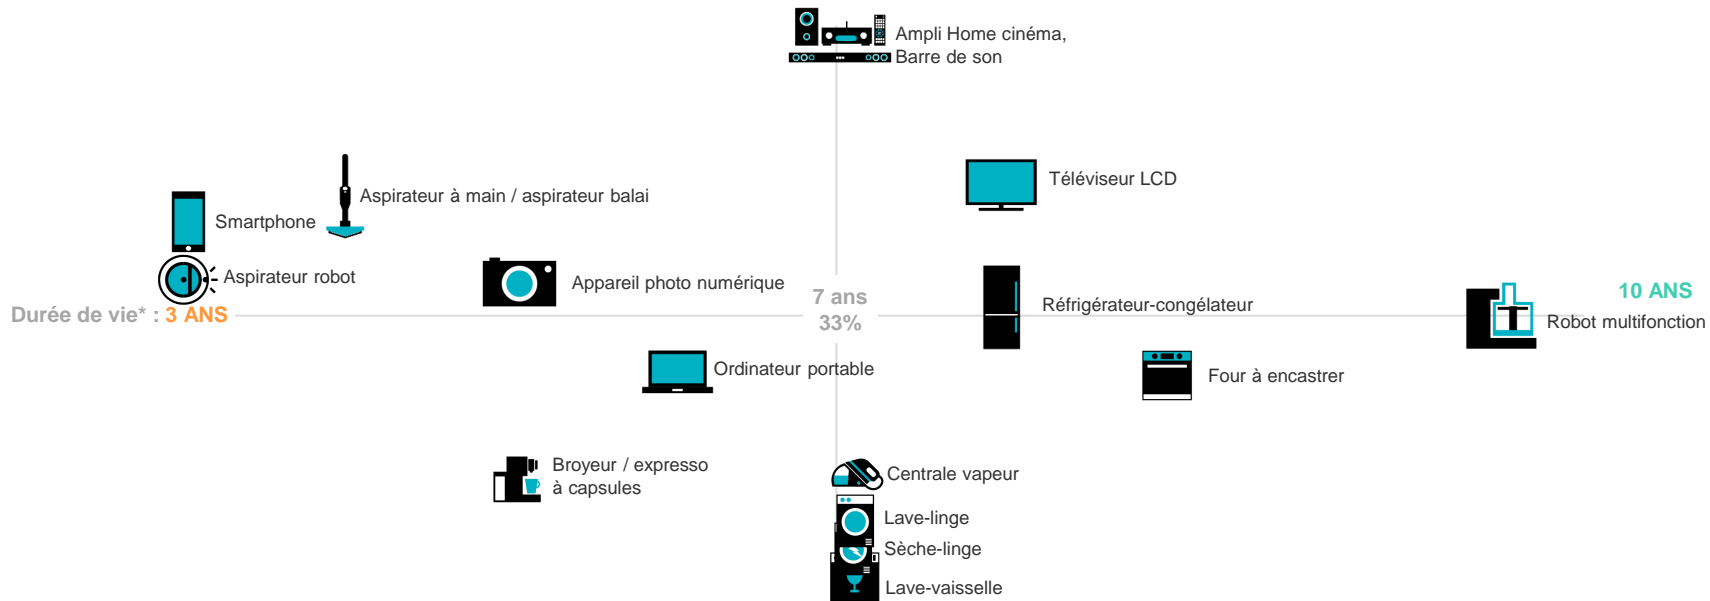 Ampli Home cinéma,
Barre de son
Téléviseur LCD
Aspirateur à main / aspirateur balai
Smartphone
Aspirateur robot
Appareil photo numérique
7 ans
33%
Réfrigérateur-congélateur
10 ANS
Durée de vie* : 3 ANS
Robot multifonction
Ordinateur portable
Four à encastrer
Broyeur / expresso
à capsules
Centrale vapeur
Lave-linge
Sèche-linge
Lave-vaisselle